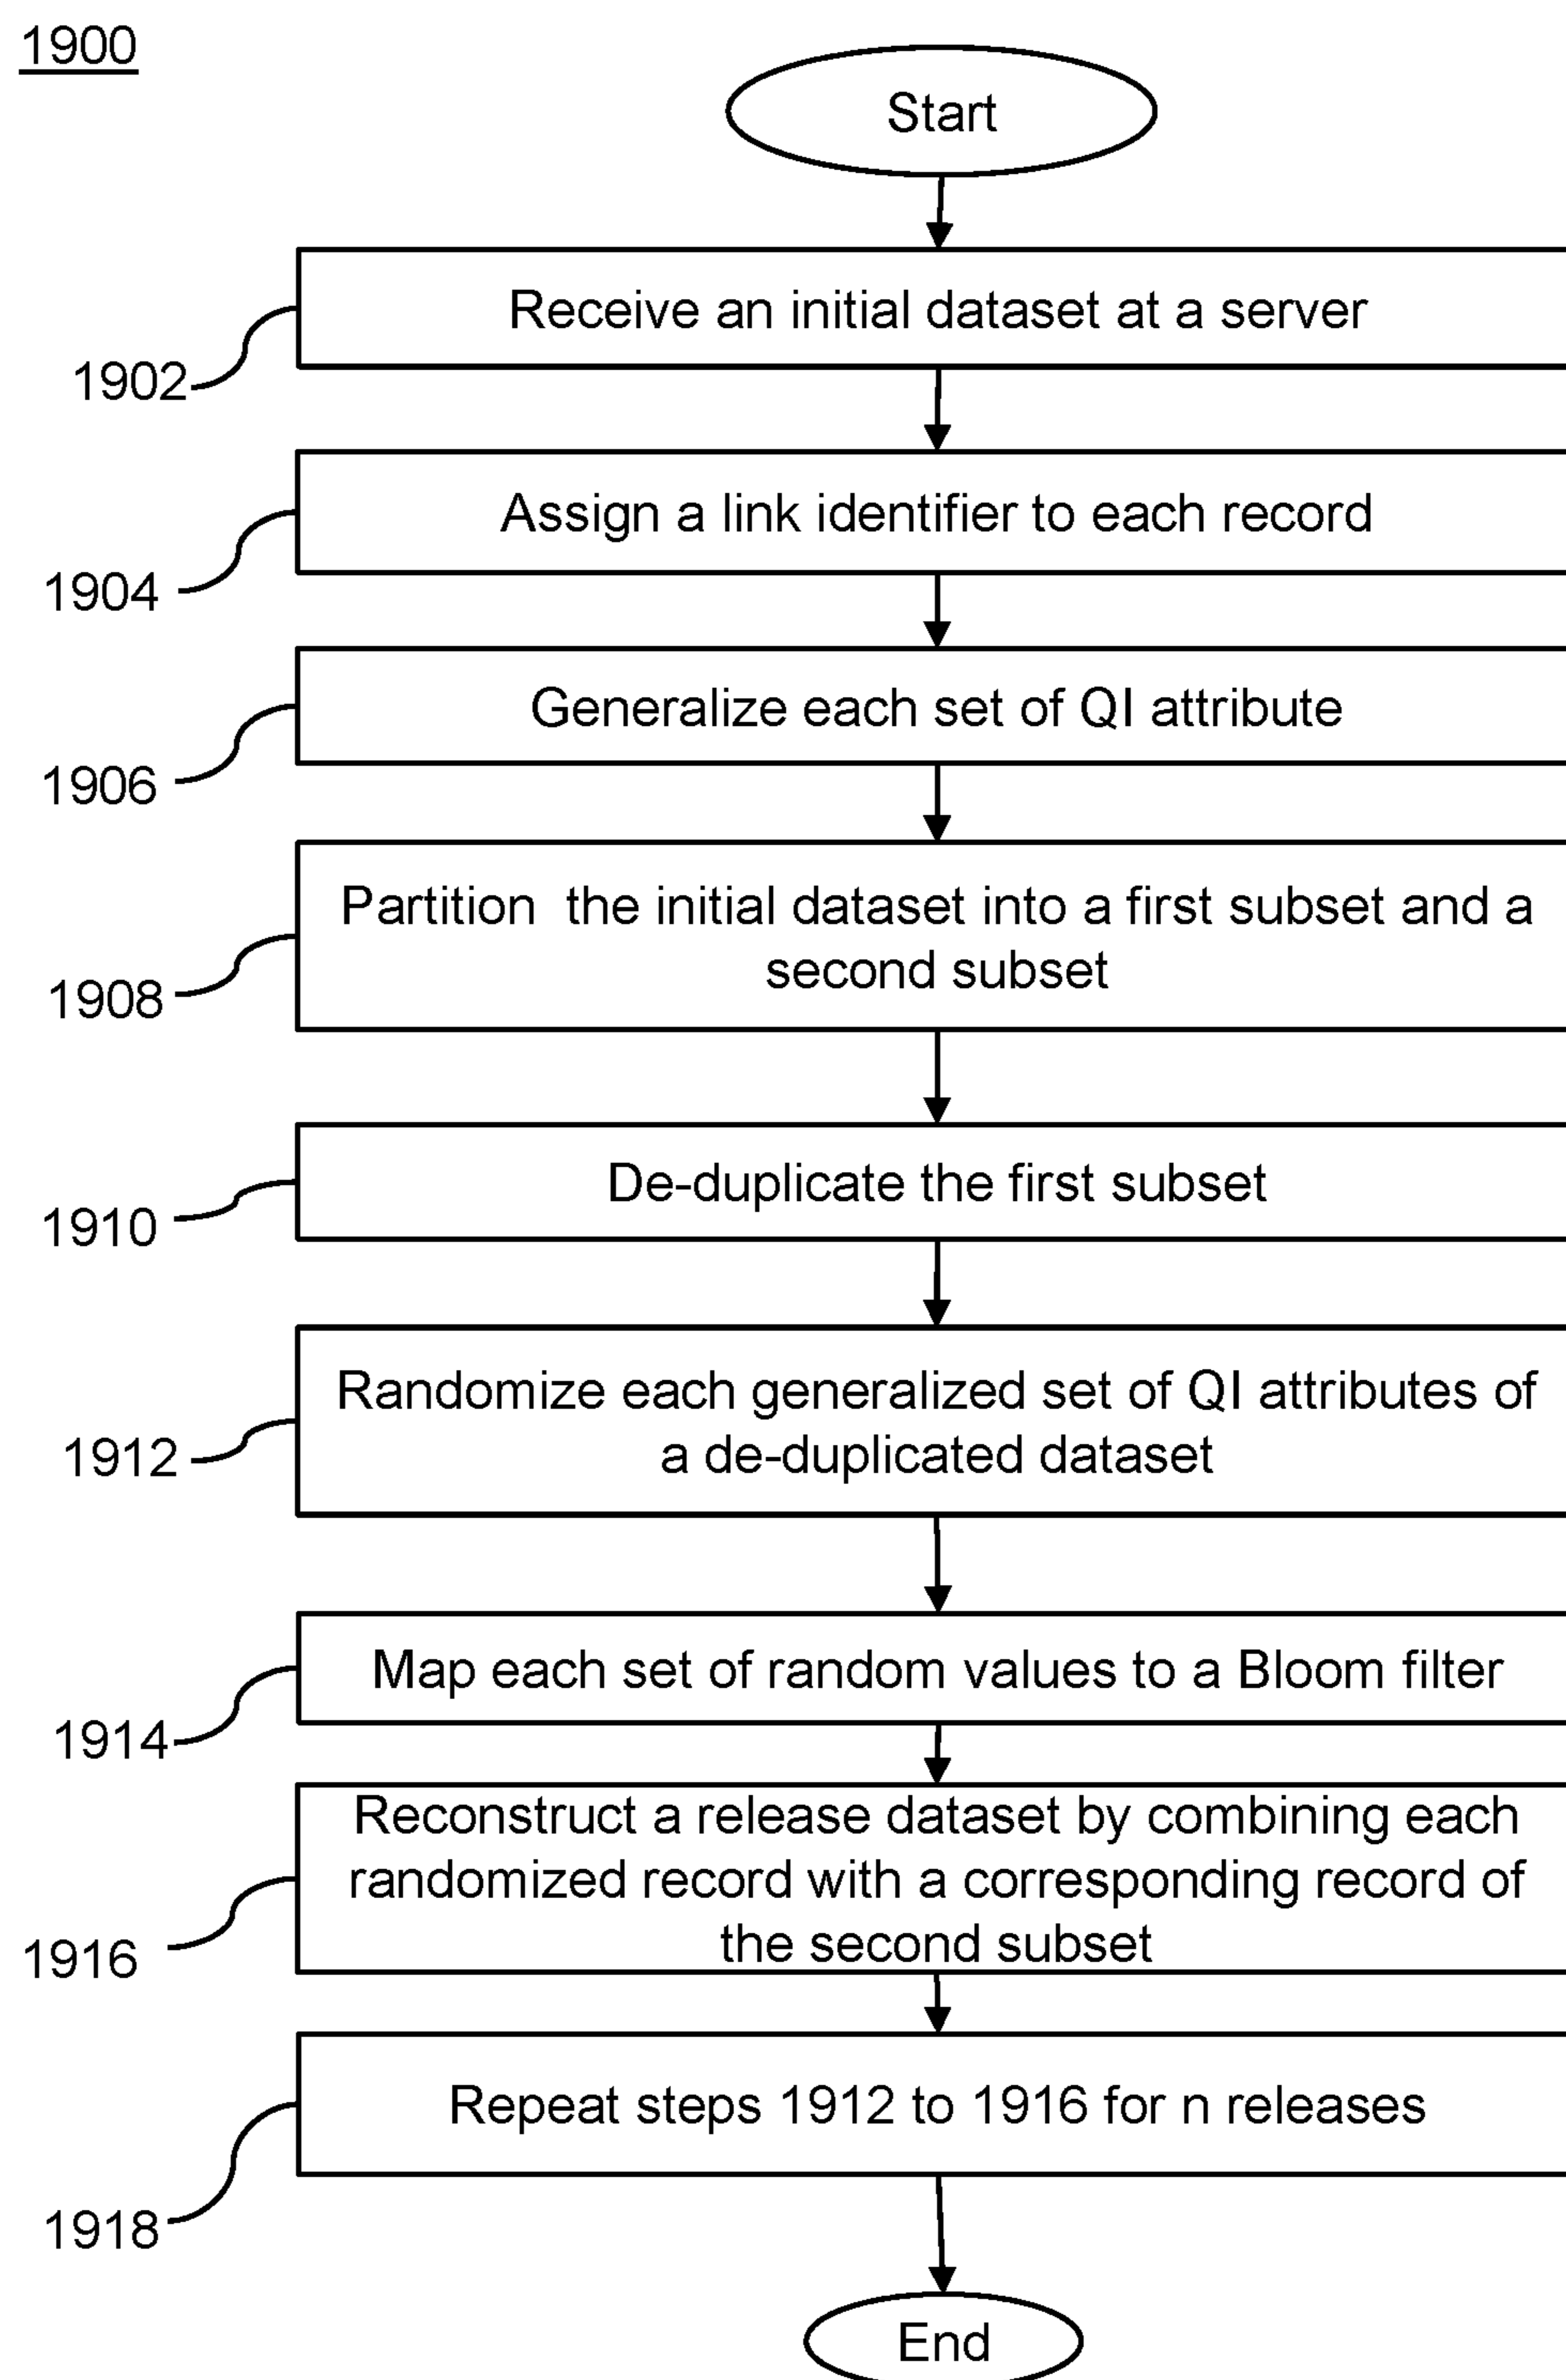 1900
Start
Receive an initial dataset at a server
1902
Assign a link identifier to each record
1904
Generalize each set of QI attribute
1906
Partition the initial dataset into a first subset and a
second subset
1908
De-duplicate the first subset
1910
Randomize each generalized set of QI attributes of
a de-duplicated dataset
1912
Map each set of random values to a Bloom filter
1914
Reconstruct a release dataset by combining each
randomized record with a corresponding record of
the second subset
1916
Repeat steps 1912 to 1916 for n releases
1918
End